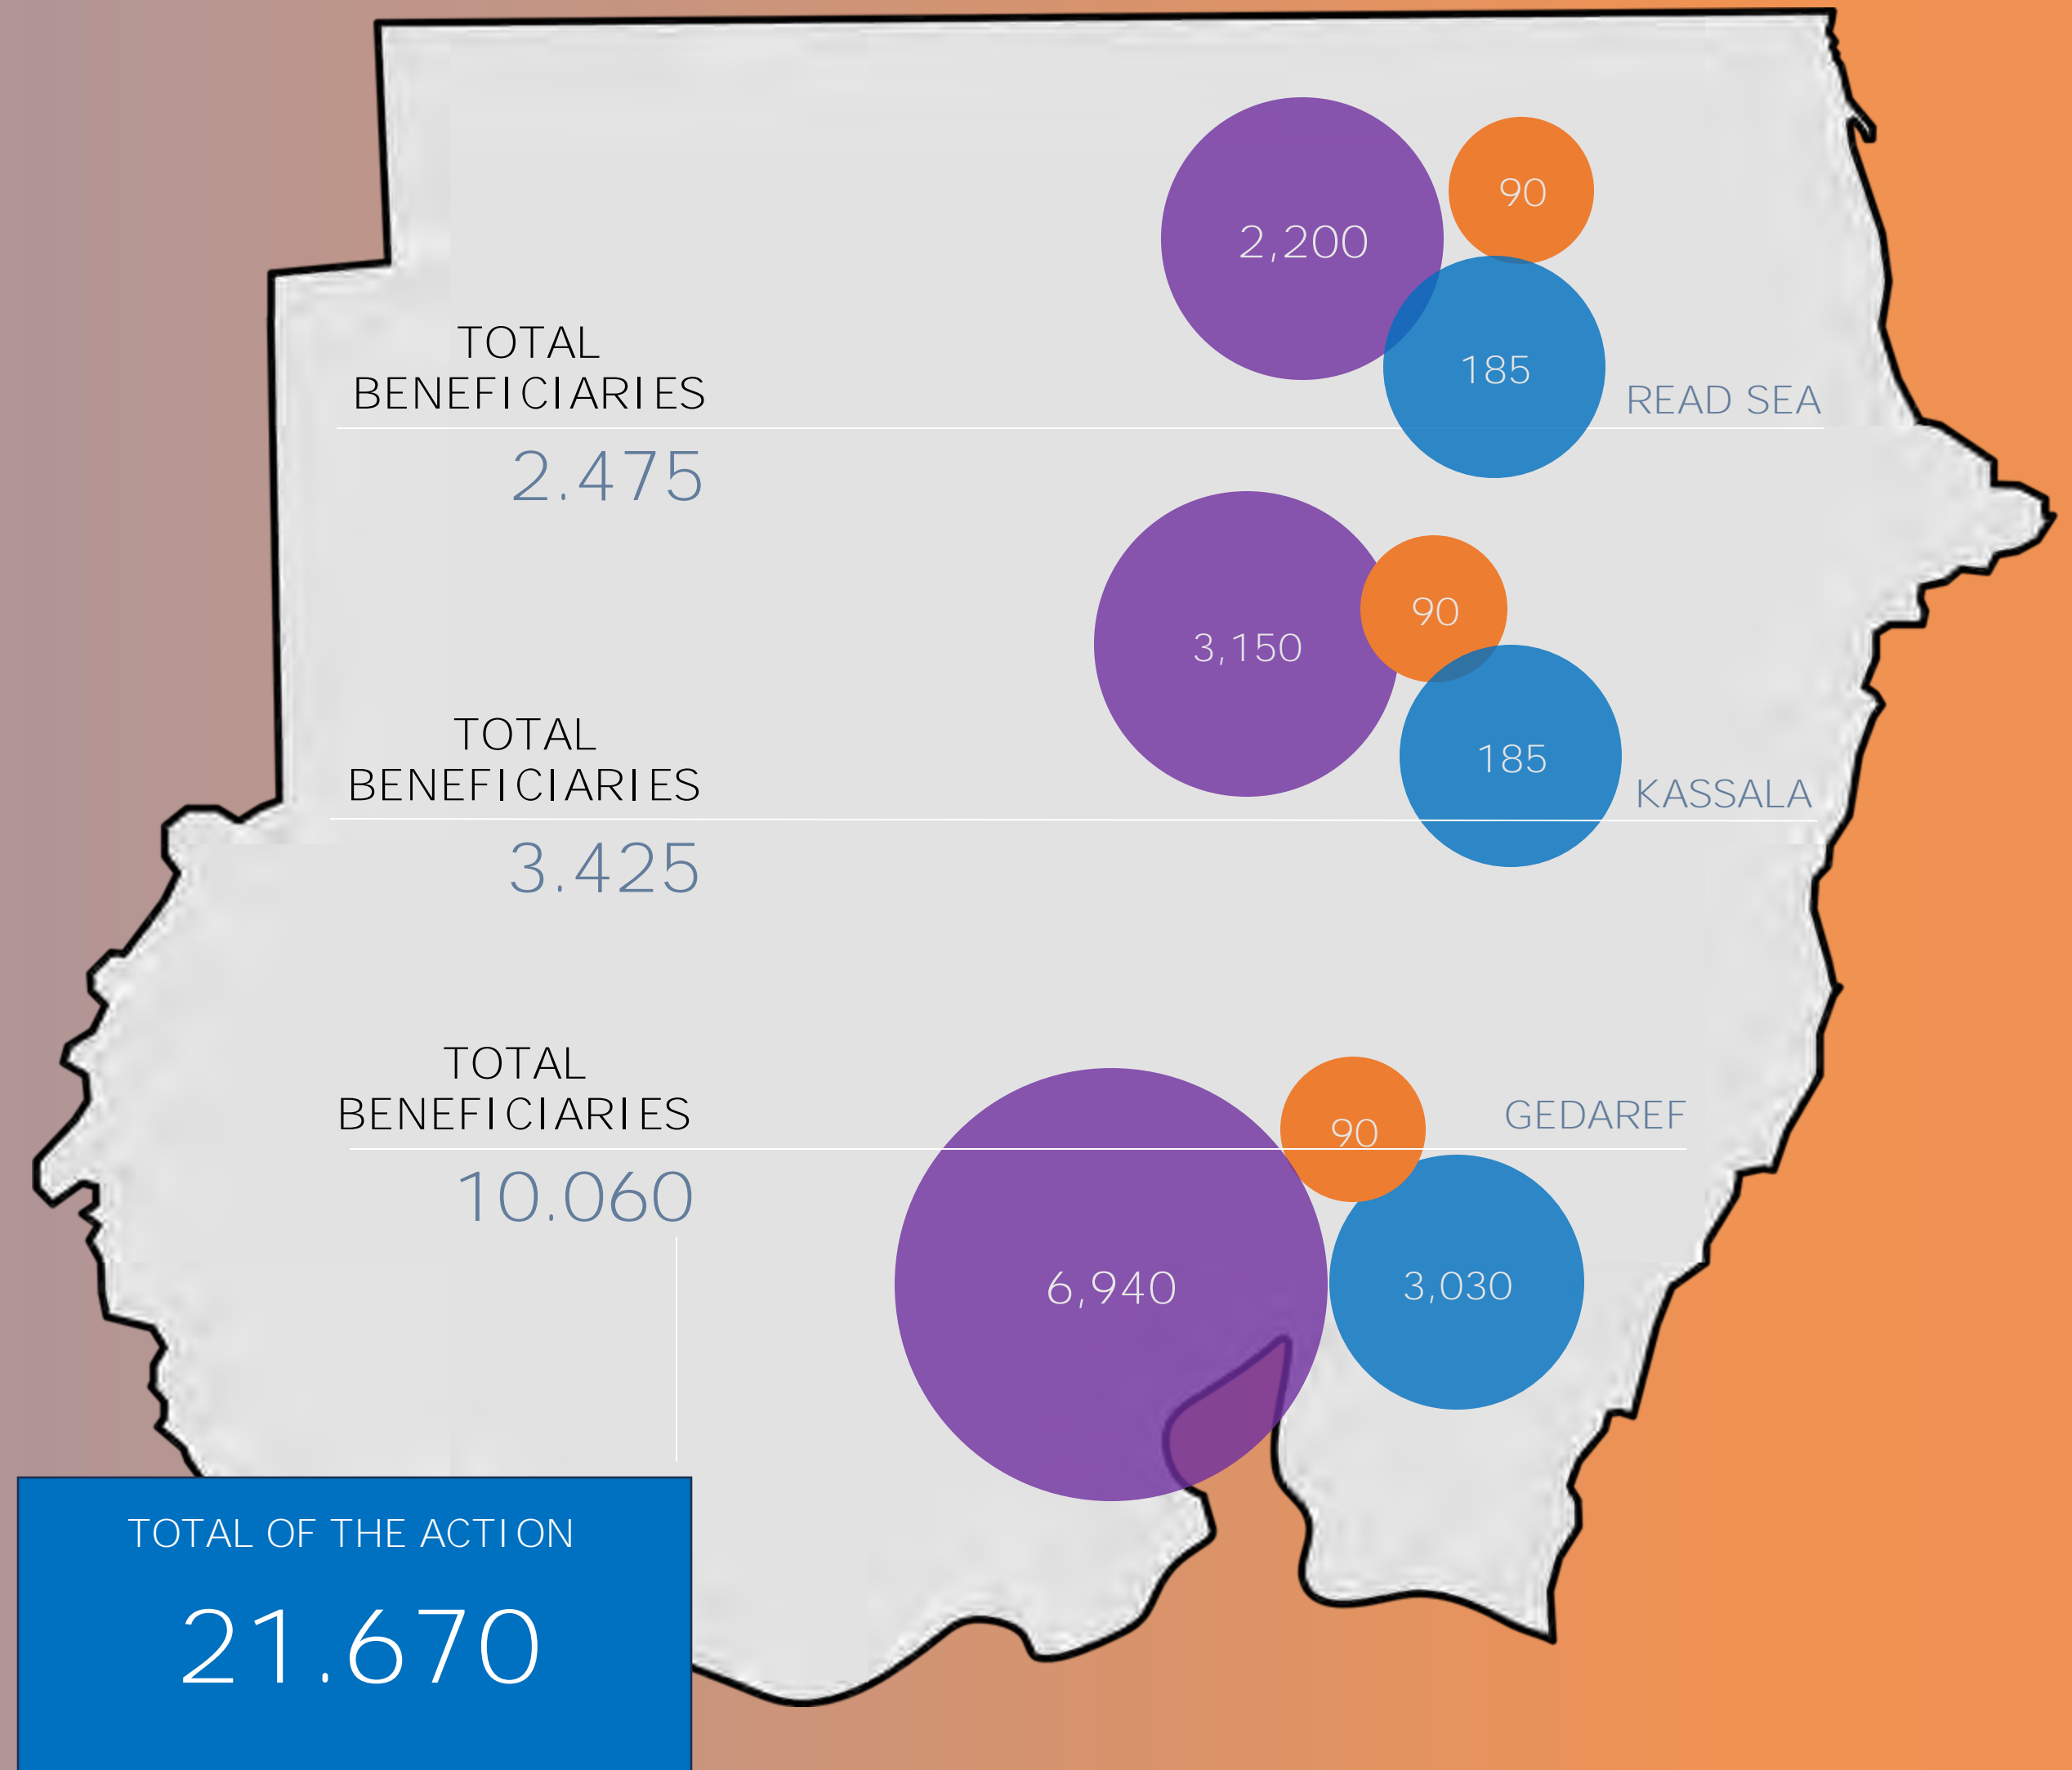 2,200
90
185
READ SEA
TOTAL
BENEFICIARIES
2.475
3,150
90
185
KASSALA
TOTAL
BENEFICIARIES
3.425
TOTAL
BENEFICIARIES
10.060
90
GEDAREF
6,940
3,030
TOTAL OF THE ACTION
21.670